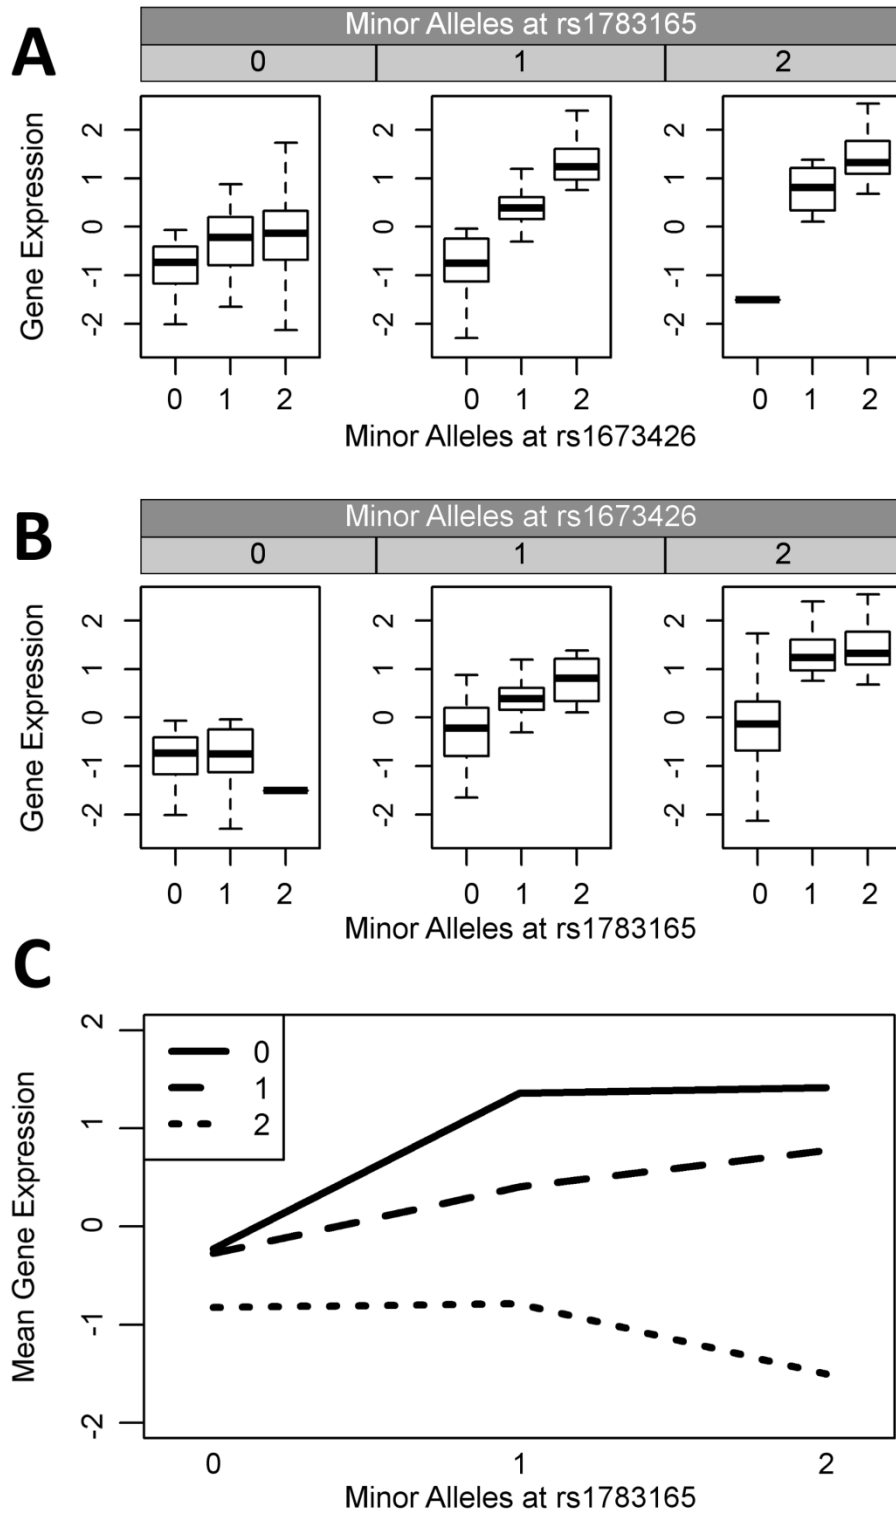 A
Minor Alleles at rs1783165
0 1 2
Gene Expression
2 2 2
1 1 1
0 0 0
-1 -1 -1
-2 -2 -2
0 1 2 0 1 2 0 1 2
Minor Alleles at rs1673426
B
Minor Alleles at rs1673426
0 1 2
Gene Expression
2 2 2
1 1 1
0 0 0
-1 -1 -1
-2 -2 -2
0 1 2 0 1 2 0 1 2
Minor Alleles at rs1783165
C
Mean Gene Expression
2
1
0
-1
-2
0
1
2
0 1 2
Minor Alleles at rs1783165